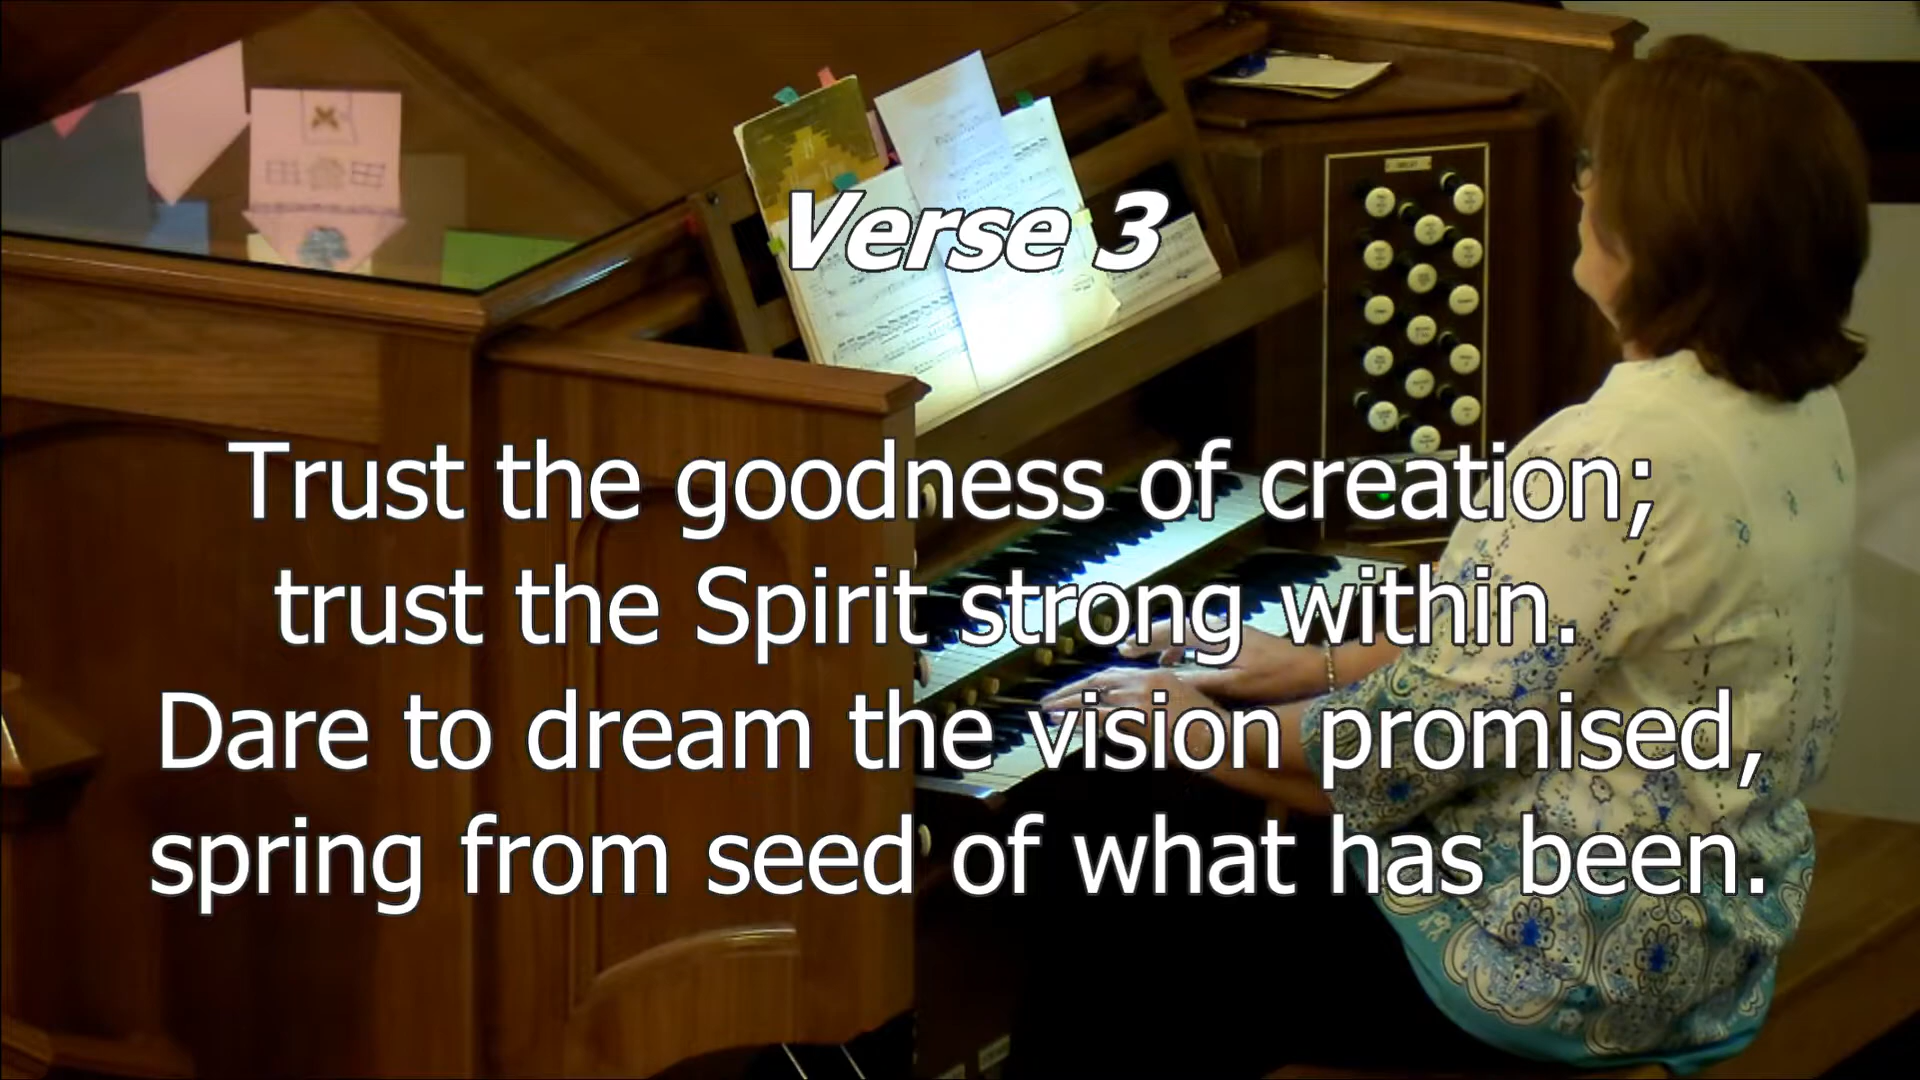 Verse 3
Trust the goodness of creation;
trust the Spirit strong within.
Dare to dream the vision promised,
spring from seed of what has been.